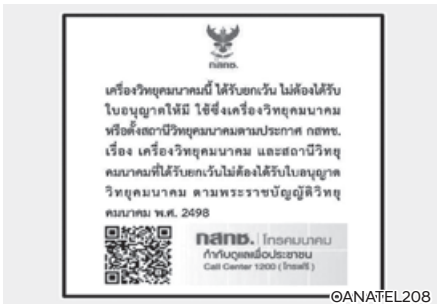 กสทช.
เครื่องวิทยุคมนาคมนี้ ได้รับยกเว้น ไม่ต้องได้รับ
ใบอนุญาตให้มี ใช้ซึ่งเครื่องวิทยุคมนาคม
หรือตั้งสถานีวิทยุคมนาคมตามประกาศ กสทช.
เรื่อง เครื่องวิทยุคมนาคม และสถานีวิทยุ
คมนาคมที่ได้รับยกเว้นไม่ต้องได้รับใบอนุญาต
วิทยุคมนาคม ตามพระราชบัญญัติวิทยุ
คมนาคม พ.ศ. 2498
กสทช. | โทรคมนาคม
กำกับดูแลเพื่อประชาชน
Call Center 1200 (โทรฟรี)
OANATEL208